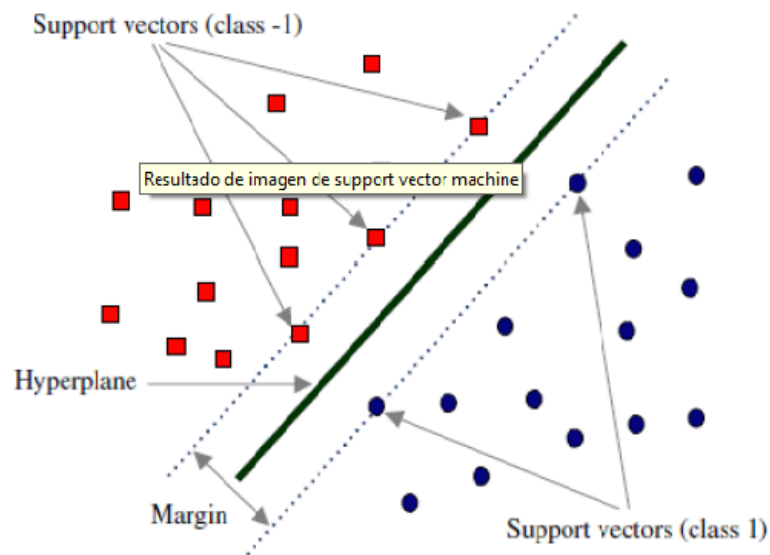 Support vectors (class -1)
Resultado de imagen de support vector machine
Hyperplane
Margin
Support vectors (class 1)